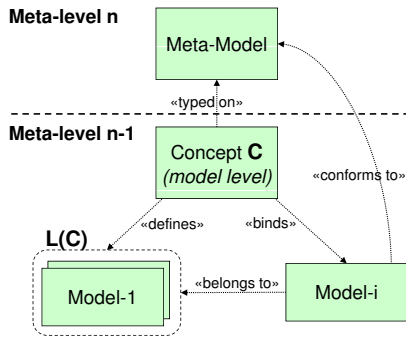 Meta-level n
Meta-Model
«typed on»
Meta-level n-1
Concept C
(model level)
«conforms to»
«defines»
«binds»
L(C)
Model-1
«belongs to»
Model-i